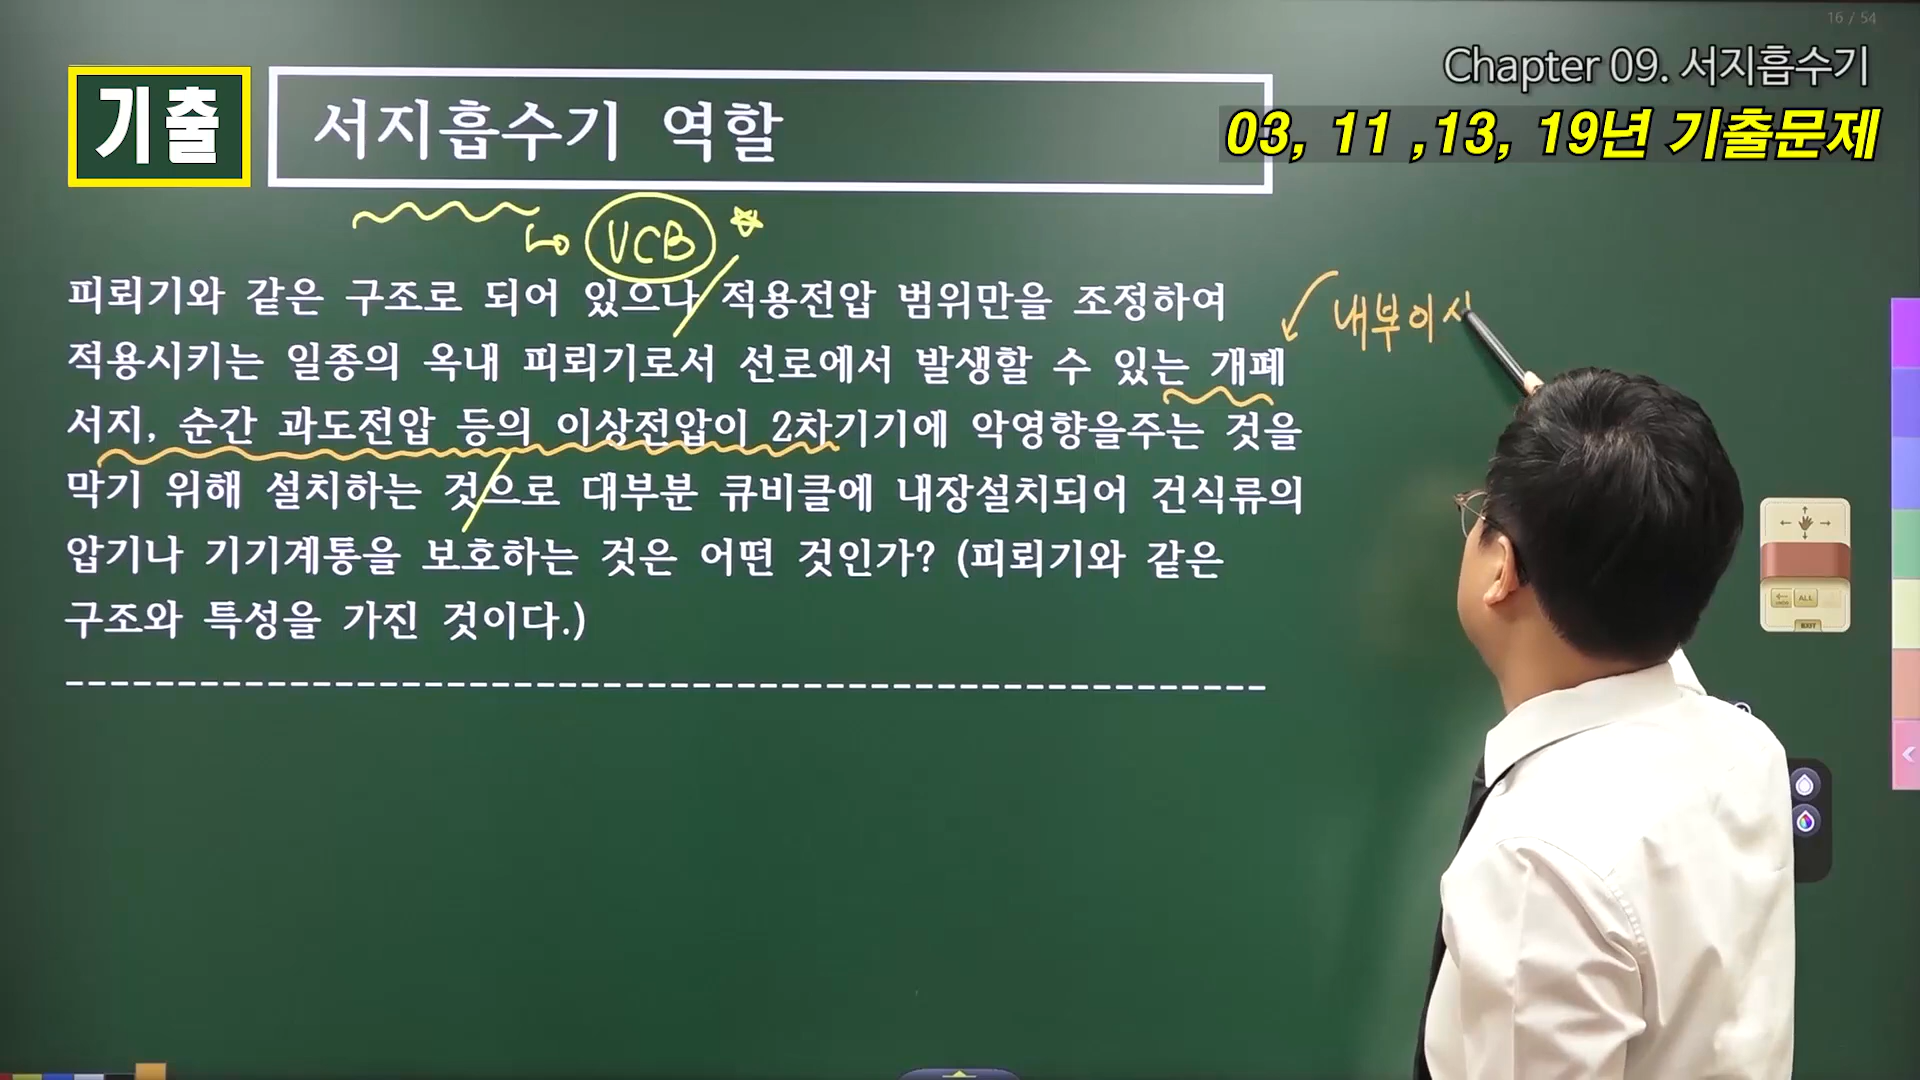 16 / 54
Chapter 09. 서지흡수기
03, 11 ,13, 19년 기출문제
기출
서지흡수기 역할
VCB
피뢰기와 같은 구조로 되어 있으나 적용전압 범위만을 조정하여
내부이사
적용시키는 일종의 옥내 피뢰기로서 선로에서 발생할 수 있는 개폐
서지, 순간 과도전압 등의 이상전압이 2차기기에 악영향을주는 것을
막기 위해 설치하는 것으로 대부분 큐비클에 내장설치되어 건식류의
압기나 기기계통을 보호하는 것은 어떤 것인가? (피뢰기와 같은
구조와 특성을 가진 것이다.)
ALL
EXIT